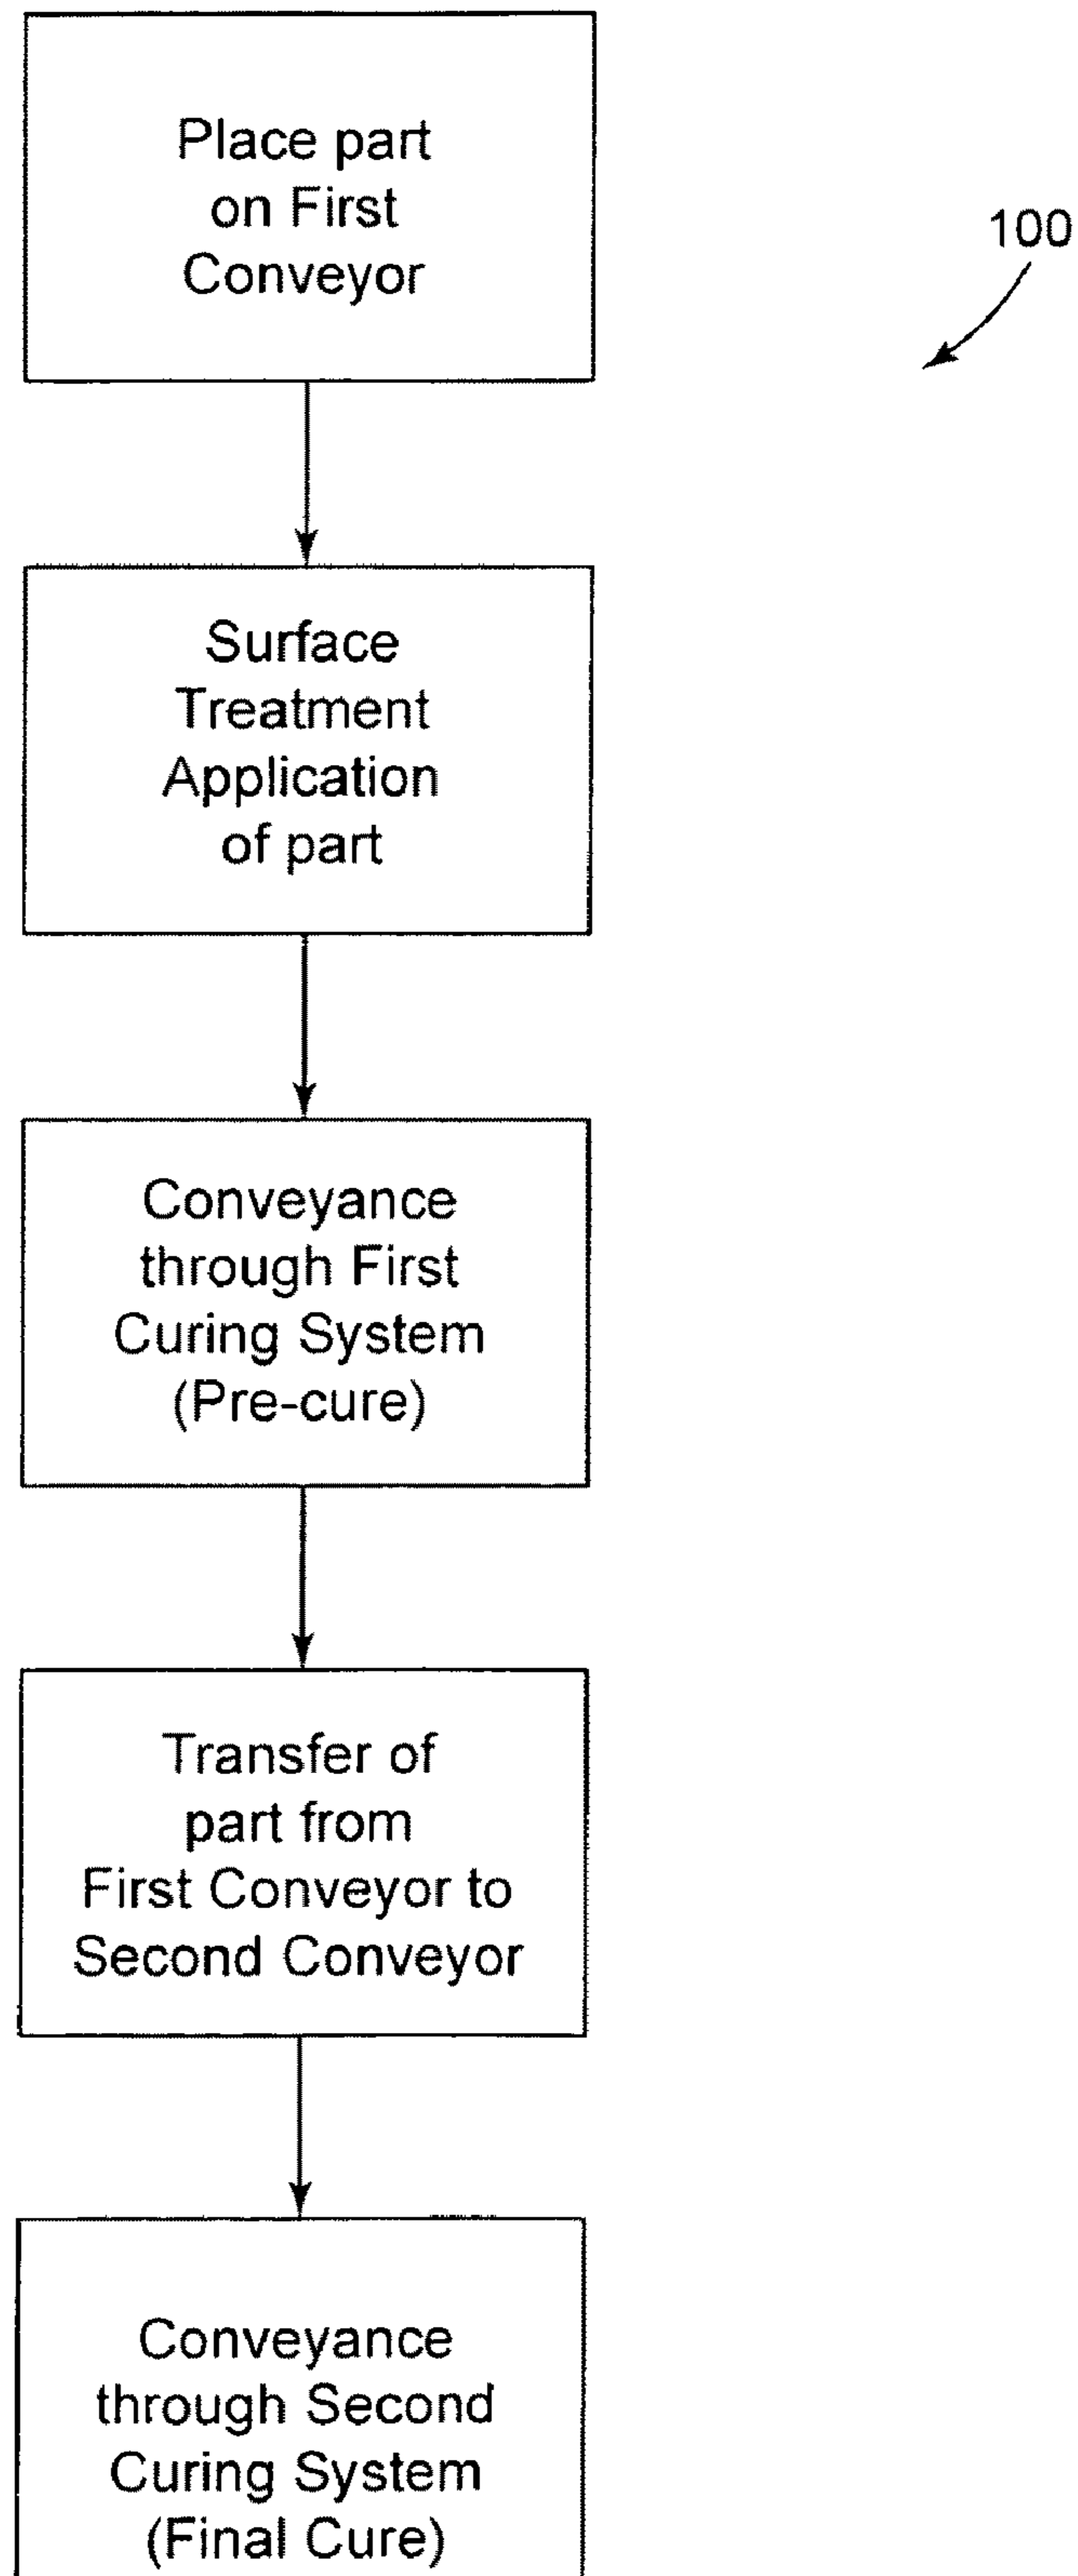 Place part
on First
Conveyor
100
Surface
Treatment
Application
of part
Conveyance
through First
Curing System
(Pre-cure)
Transfer of
part from
First Conveyor to
Second Conveyor
Conveyance
through Second
Curing System
(Final Cure)